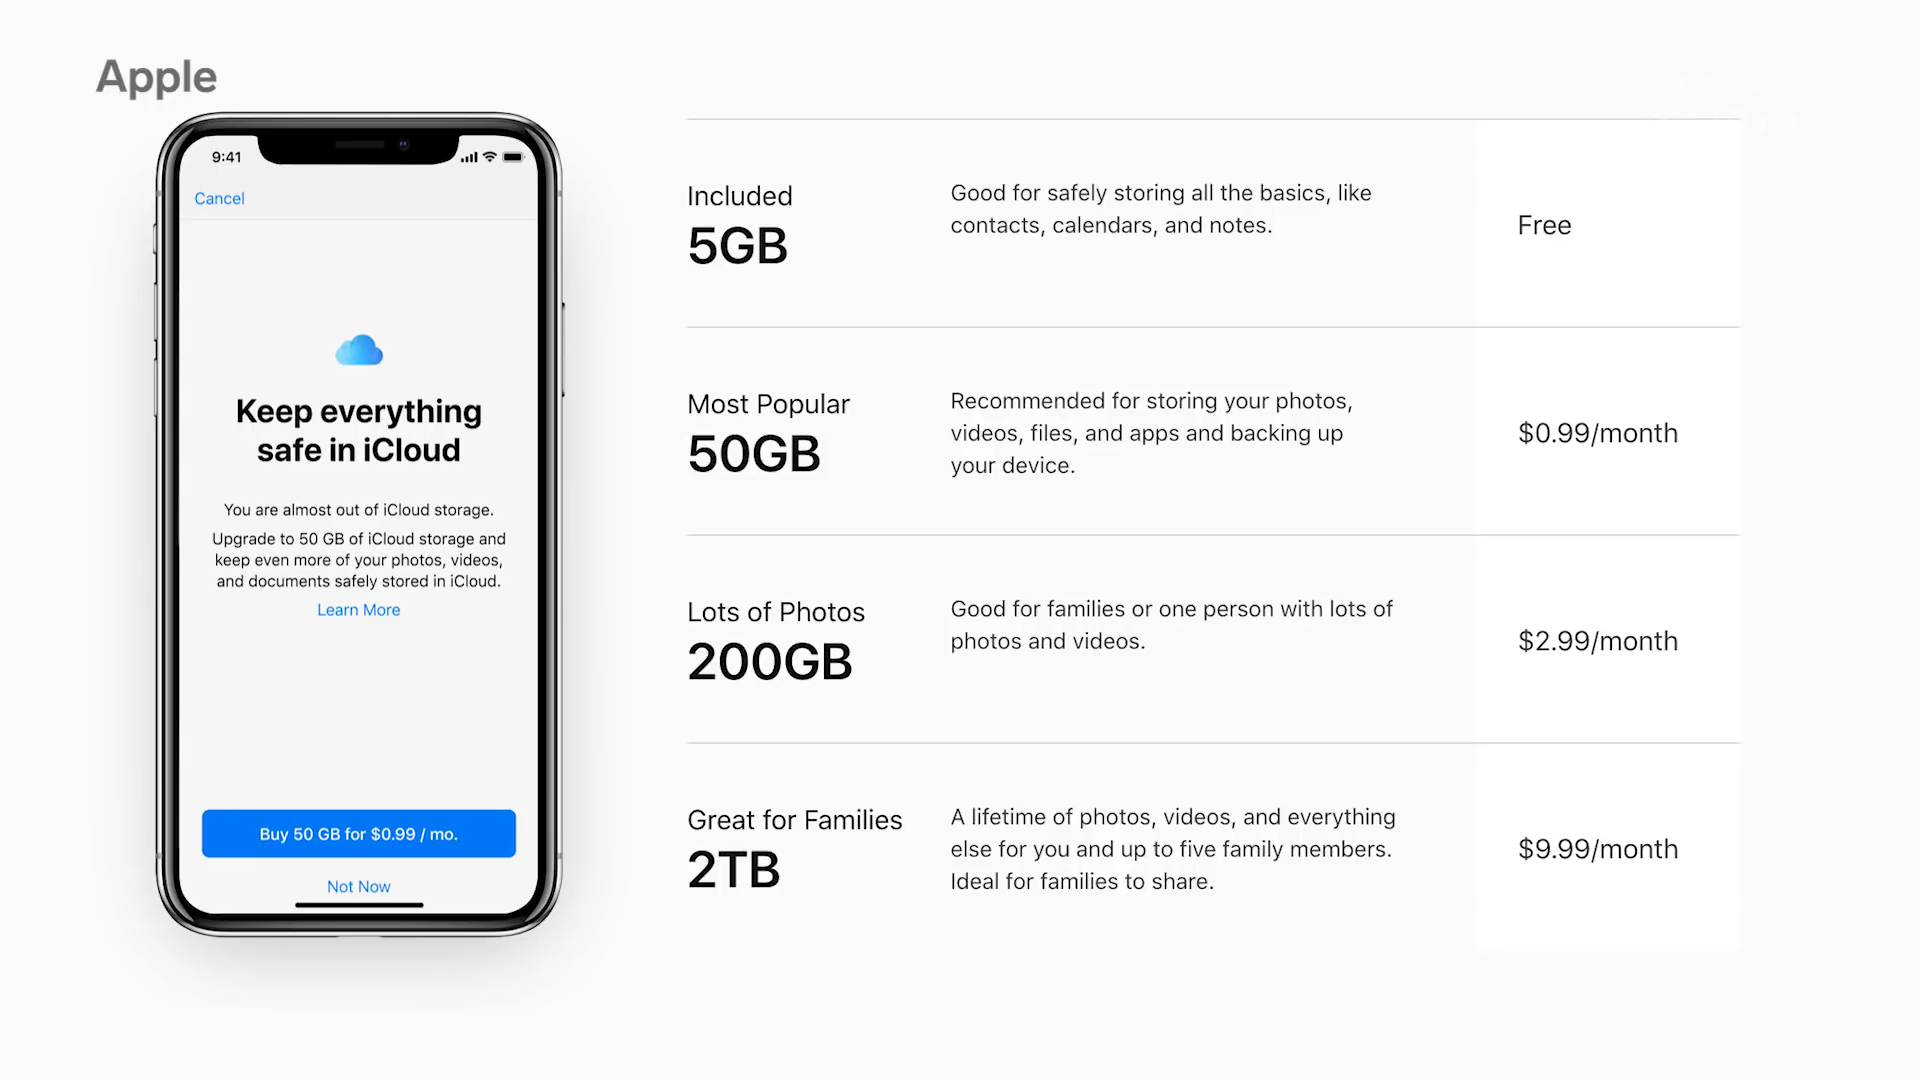 Apple
9:41
Cancel
Keep everything
safe in iCloud
You are almost out of iCloud storage.
Upgrade to 50 GB of iCloud storage and
keep even more of your photos, videos,
and documents safely stored in iCloud.
Learn More
Buy 50 GB for $0.99 / mo.
Not Now
Included
5GB
Good for safely storing all the basics, like
contacts, calendars, and notes.
Free
Most Popular
50GB
Recommended for storing your photos,
videos, files, and apps and backing up
your device.
$0.99/month
Lots of Photos
200GB
Good for families or one person with lots of
photos and videos.
$2.99/month
Great for Families
2TB
A lifetime of photos, videos, and everything
else for you and up to five family members.
Ideal for families to share.
$9.99/month